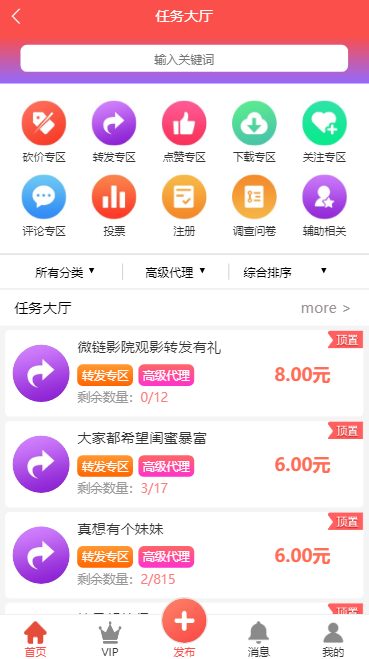 任务大厅
输入关键词
砍价专区 转发专区 点赞专区 下载专区 关注专区
评论专区 投票 注册 调查问卷 辅助相关
所有分类 ▼ 高级代理 ▼ 综合排序 ▼
任务大厅 more >
顶置
微链影院观影转发有礼
转发专区 高级代理 8.00元
剩余数量：0/12
顶置
大家都希望闺蜜暴富
转发专区 高级代理 6.00元
剩余数量：3/17
顶置
真想有个妹妹
转发专区 高级代理 6.00元
剩余数量：2/815
顶置
首页 VIP 发布 消息 我的